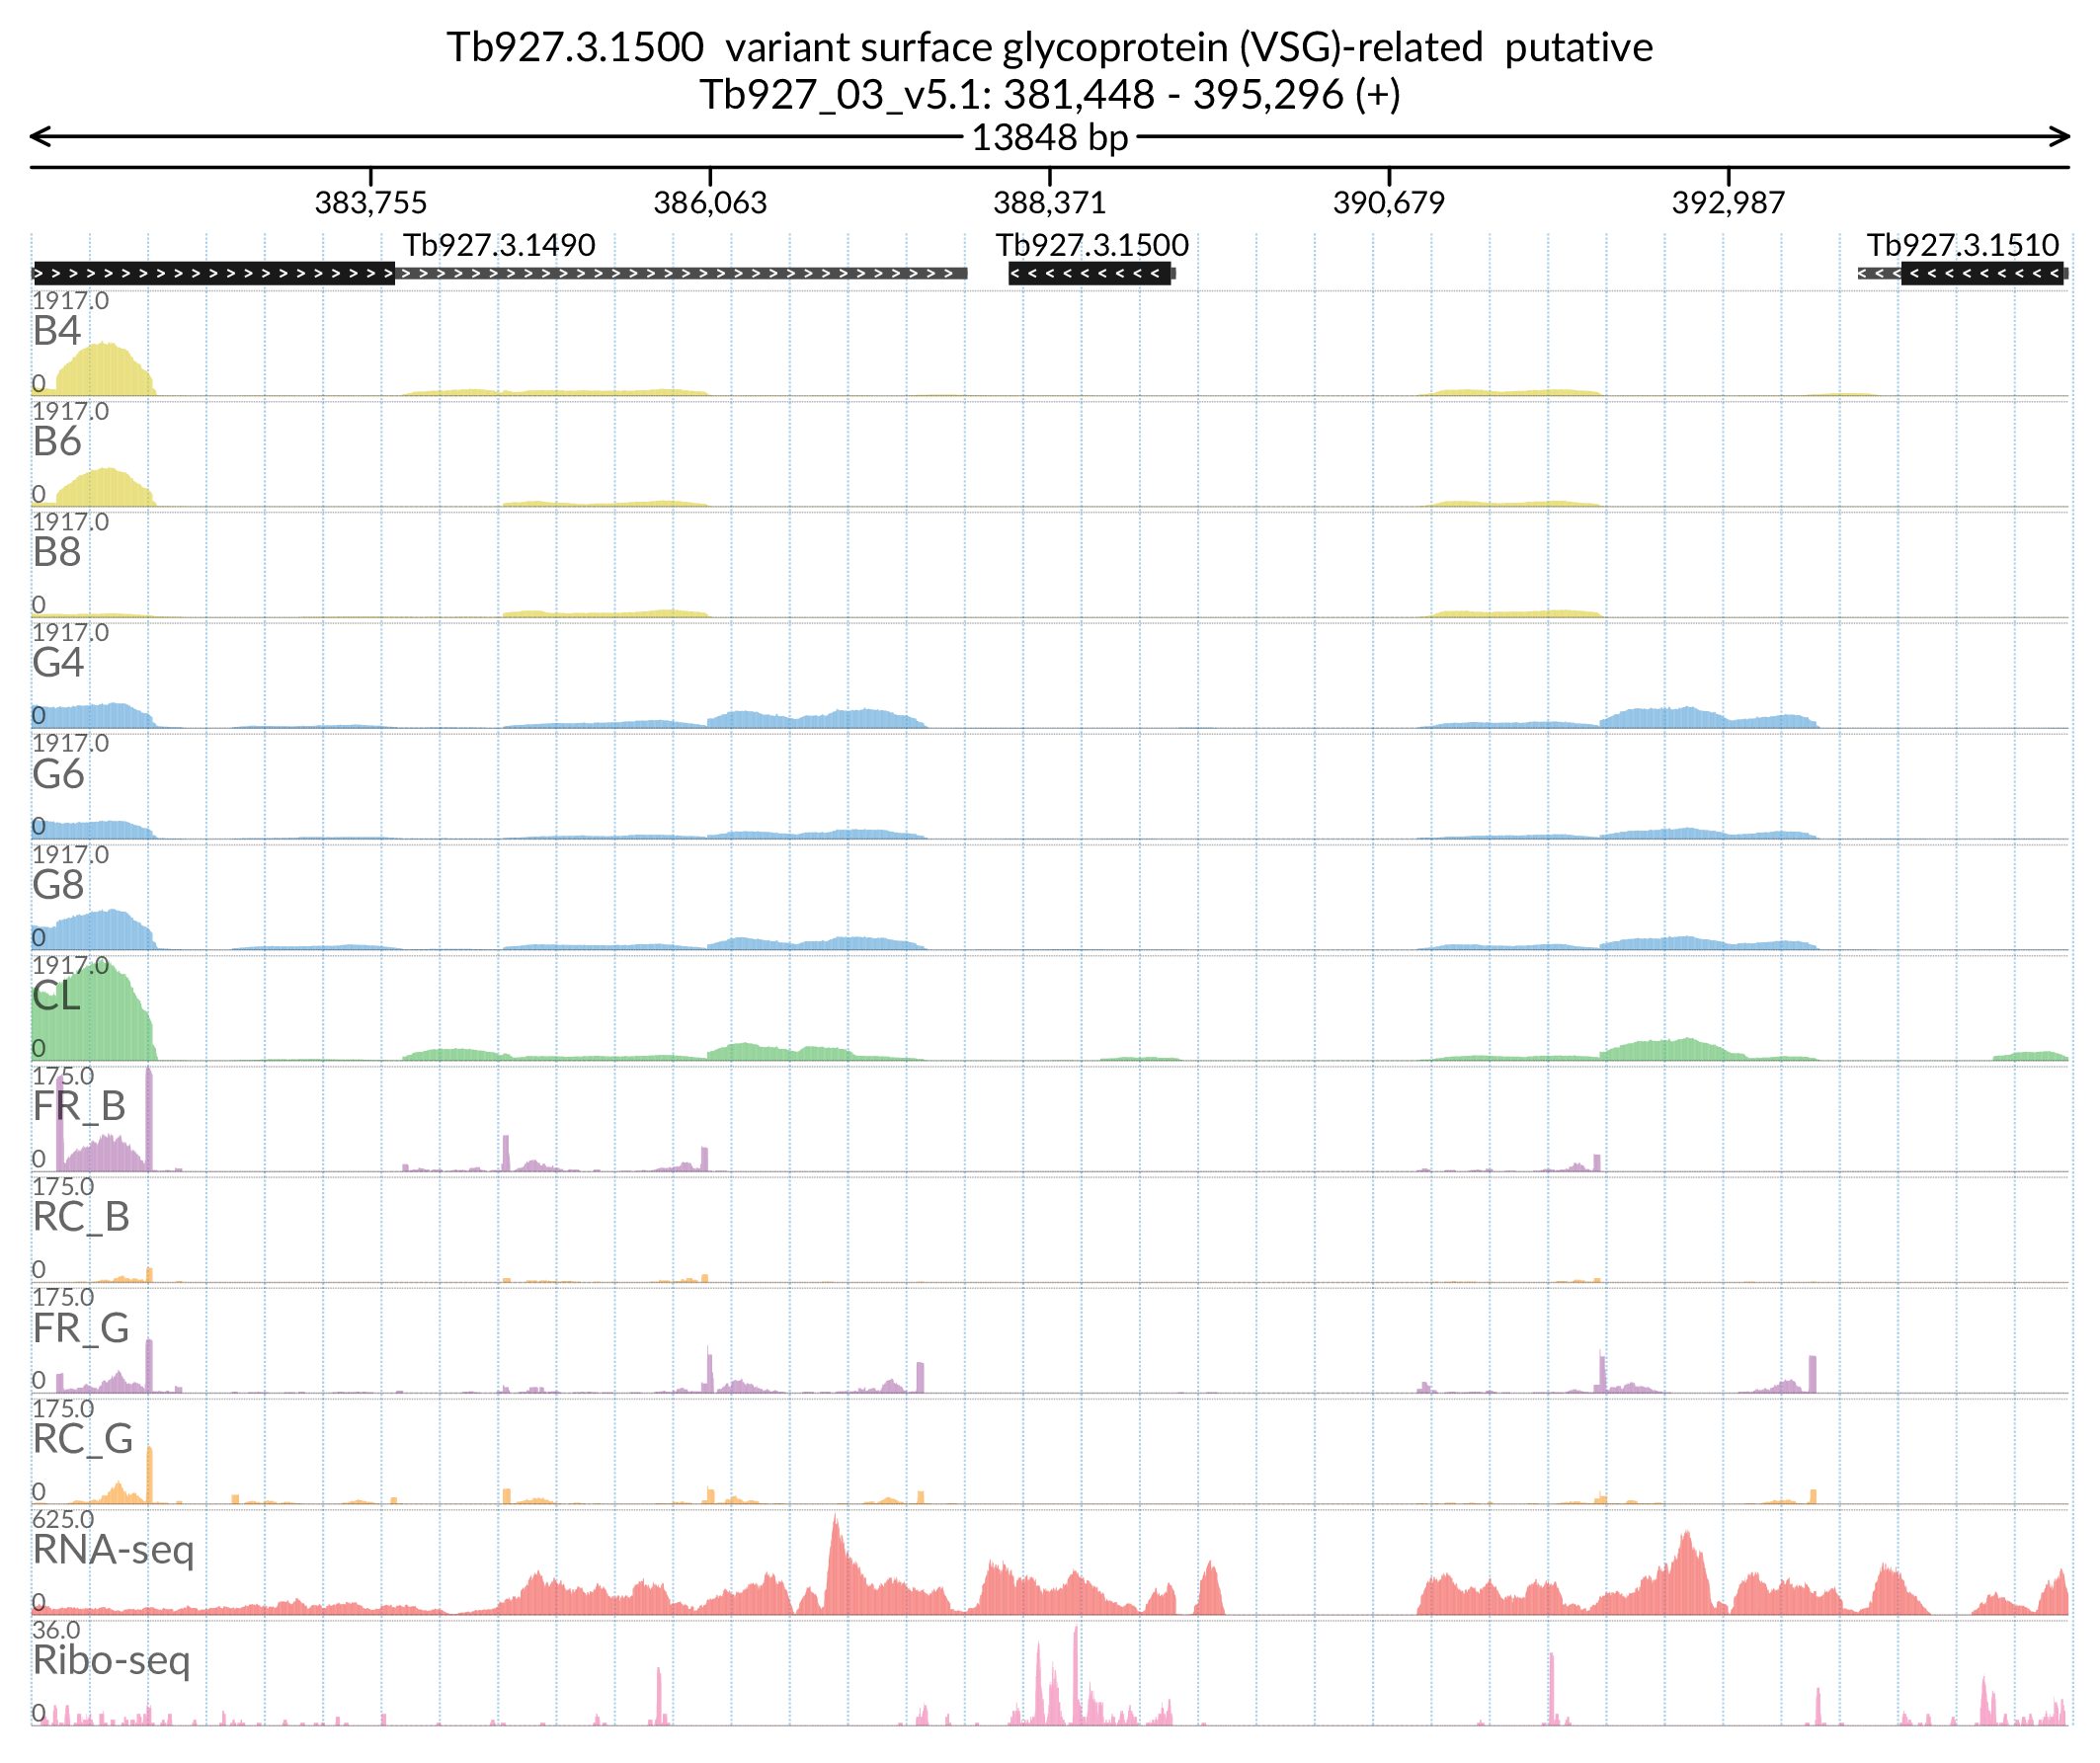 Tb927.3.1500 variant surface glycoprotein (VSG)-related putative
Tb927_03_v5.1: 381,448 - 395,296 (+)
13848 bp
383,755 386,063 388,371 390,679 392,987
Tb927.3.1490 Tb927.3.1500 Tb927.3.1510
1917.0
B4
0
1917.0
B6
0
1917.0
B8
0
1917.0
G4
0
1917.0
G6
0
1917.0
G8
0
1917.0
CL
0
175.0
FR_B
0
175.0
RC_B
0
175.0
FR_G
0
175.0
RC_G
0
625.0
RNA-seq
0
36.0
Ribo-seq
0